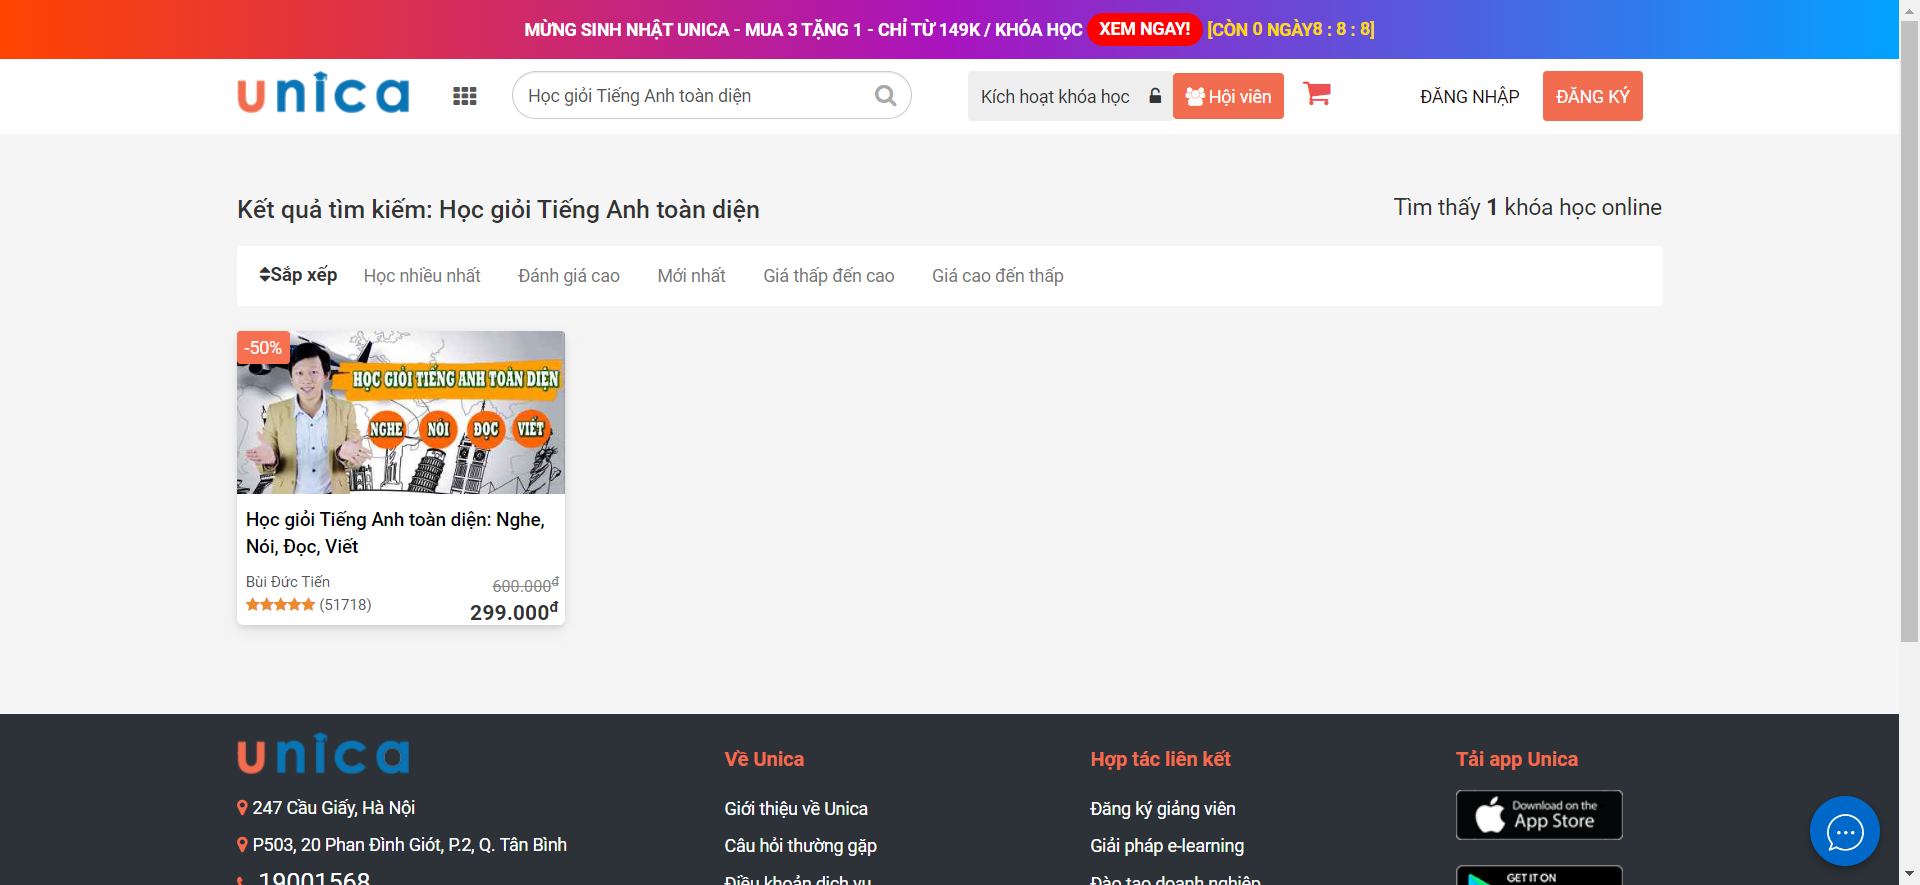 MỪNG SINH NHẬT UNICA - MUA 3 TẶNG 1 - CHỈ TỪ 149K / KHÓA HỌC XEM NGAY! [CÒN 0 NGÀY8 : 8 : 8]
unica
Học giỏi Tiếng Anh toàn diện
Kích hoạt khóa học
Hội viên
ĐĂNG NHẬP
ĐĂNG KÝ
Kết quả tìm kiếm: Học giỏi Tiếng Anh toàn diện
Tìm thấy 1 khóa học online
Sắp xếp Học nhiều nhất Đánh giá cao Mới nhất Giá thấp đến cao Giá cao đến thấp
-50%
HỌC GIỎI TIẾNG ANH TOÀN DIỆN
NGHE NÓI ĐỌC VIẾT
Học giỏi Tiếng Anh toàn diện: Nghe,
Nói, Đọc, Viết
Bùi Đức Tiến
600.000đ
(51718)
299.000đ
unica
247 Cầu Giấy, Hà Nội
P503, 20 Phan Đình Giót, P.2, Q. Tân Bình
19001568
Về Unica
Giới thiệu về Unica
Câu hỏi thường gặp
Điều khoản dịch vụ
Hợp tác liên kết
Đăng ký giảng viên
Giải pháp e-learning
Đào tạo doanh nghiệp
Tải app Unica
Download on the
App Store
GET IT ON